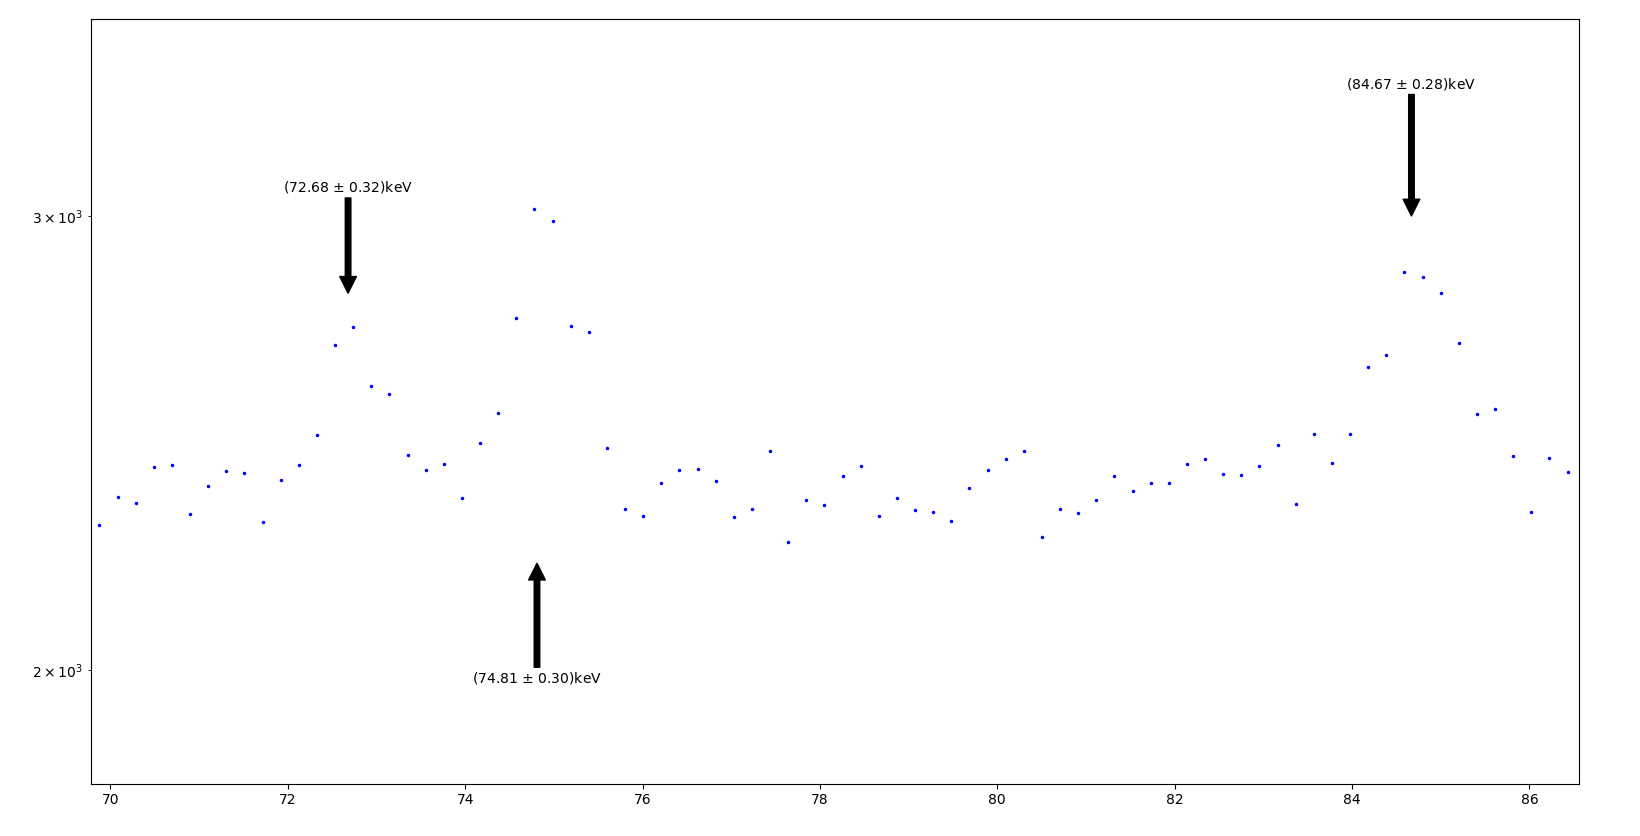 (84.67 ± 0.28)keV
(72.68 ± 0.32)keV
3 × 10³
2 × 10³
(74.81 ± 0.30)keV
70 72 74 76 78 80 82 84 86